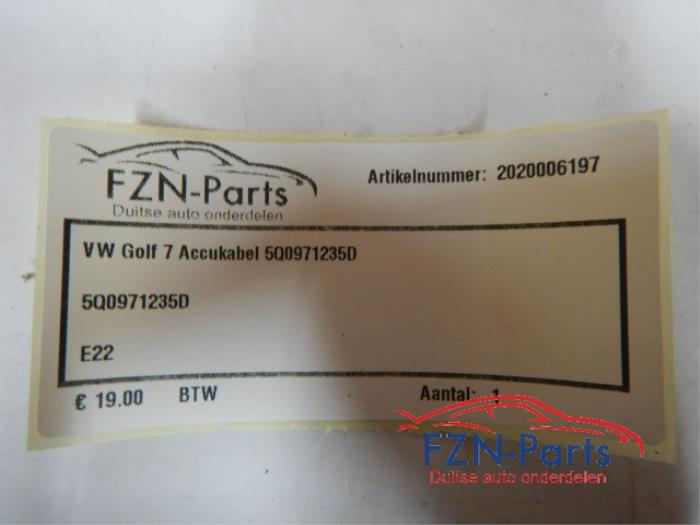 FZN-Parts
Duitse auto onderdelen
Artikelnummer: 2020006197
VW Golf 7 Accukabel 5Q0971235D
5Q0971235D
E22
€ 19.00 BTW Aantal: 1
FZN-Parts
Duitse auto onderdelen